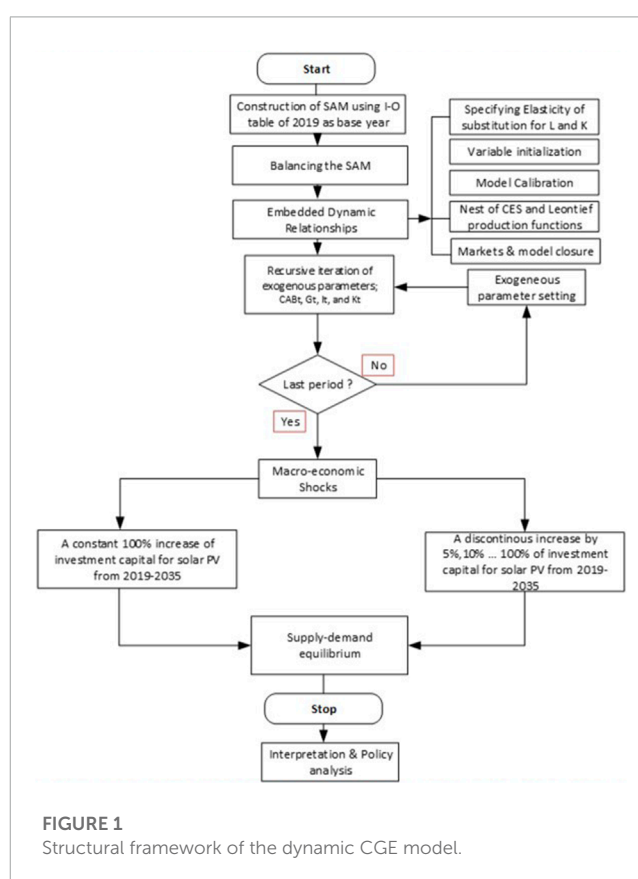 Start
Construction of SAM using I-O
table of 2019 as base year
Balancing the SAM
Embedded Dynamic
Relationships
Specifying Elasticity of
substitution for L and K
Variable initialization
Model Calibration
Nest of CES and Leontief
production functions
Markets & model closure
Recursive iteration of
exogenous parameters;
CABt, Gt, It, and Kt
Exogeneous
parameter setting
Last period ?
No
Yes
Macro-economic
Shocks
A constant 100% increase of
investment capital for solar PV
from 2019-2035
A discontinous increase by
5%,10% ... 100% of investment
capital for solar PV from 2019-
2035
Supply-demand
equilibrium
Stop
Interpretation & Policy
analysis
FIGURE 1
Structural framework of the dynamic CGE model.